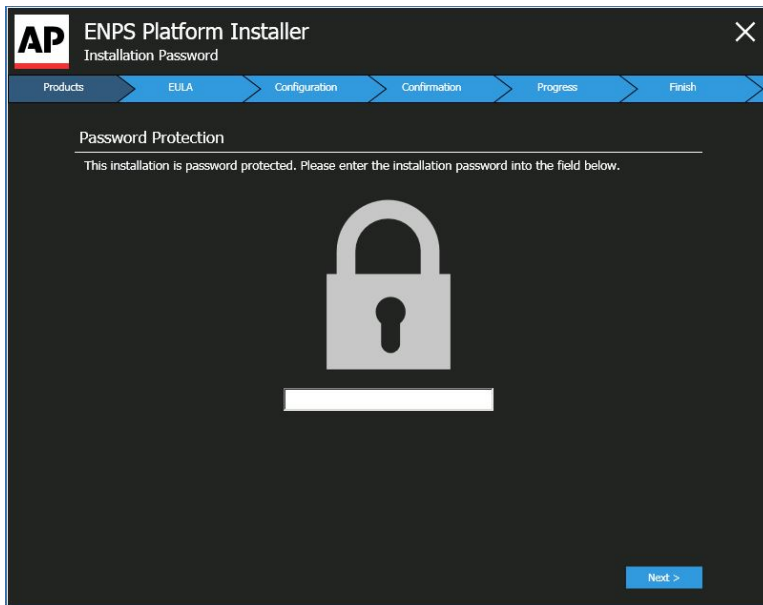 AP
ENPS Platform Installer
Installation Password
Products
EULA
Configuration
Confirmation
Progress
Finish
Password Protection
This installation is password protected. Please enter the installation password into the field below.
Next >